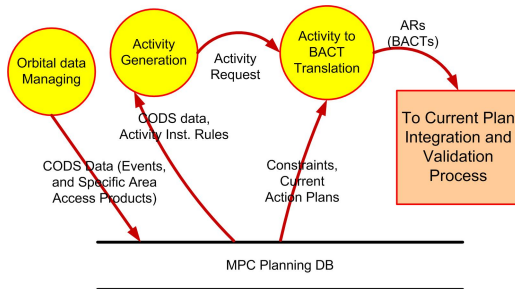 Orbital data
Managing
Activity
Generation
Activity
Request
Activity to
BACT
Translation
ARs
(BACTs)
To Current Plan
Integration and
Validation
Process
CODS data,
Activity Inst. Rules
CODS Data (Events,
and Specific Area
Access Products)
Constraints,
Current
Action Plans
MPC Planning DB